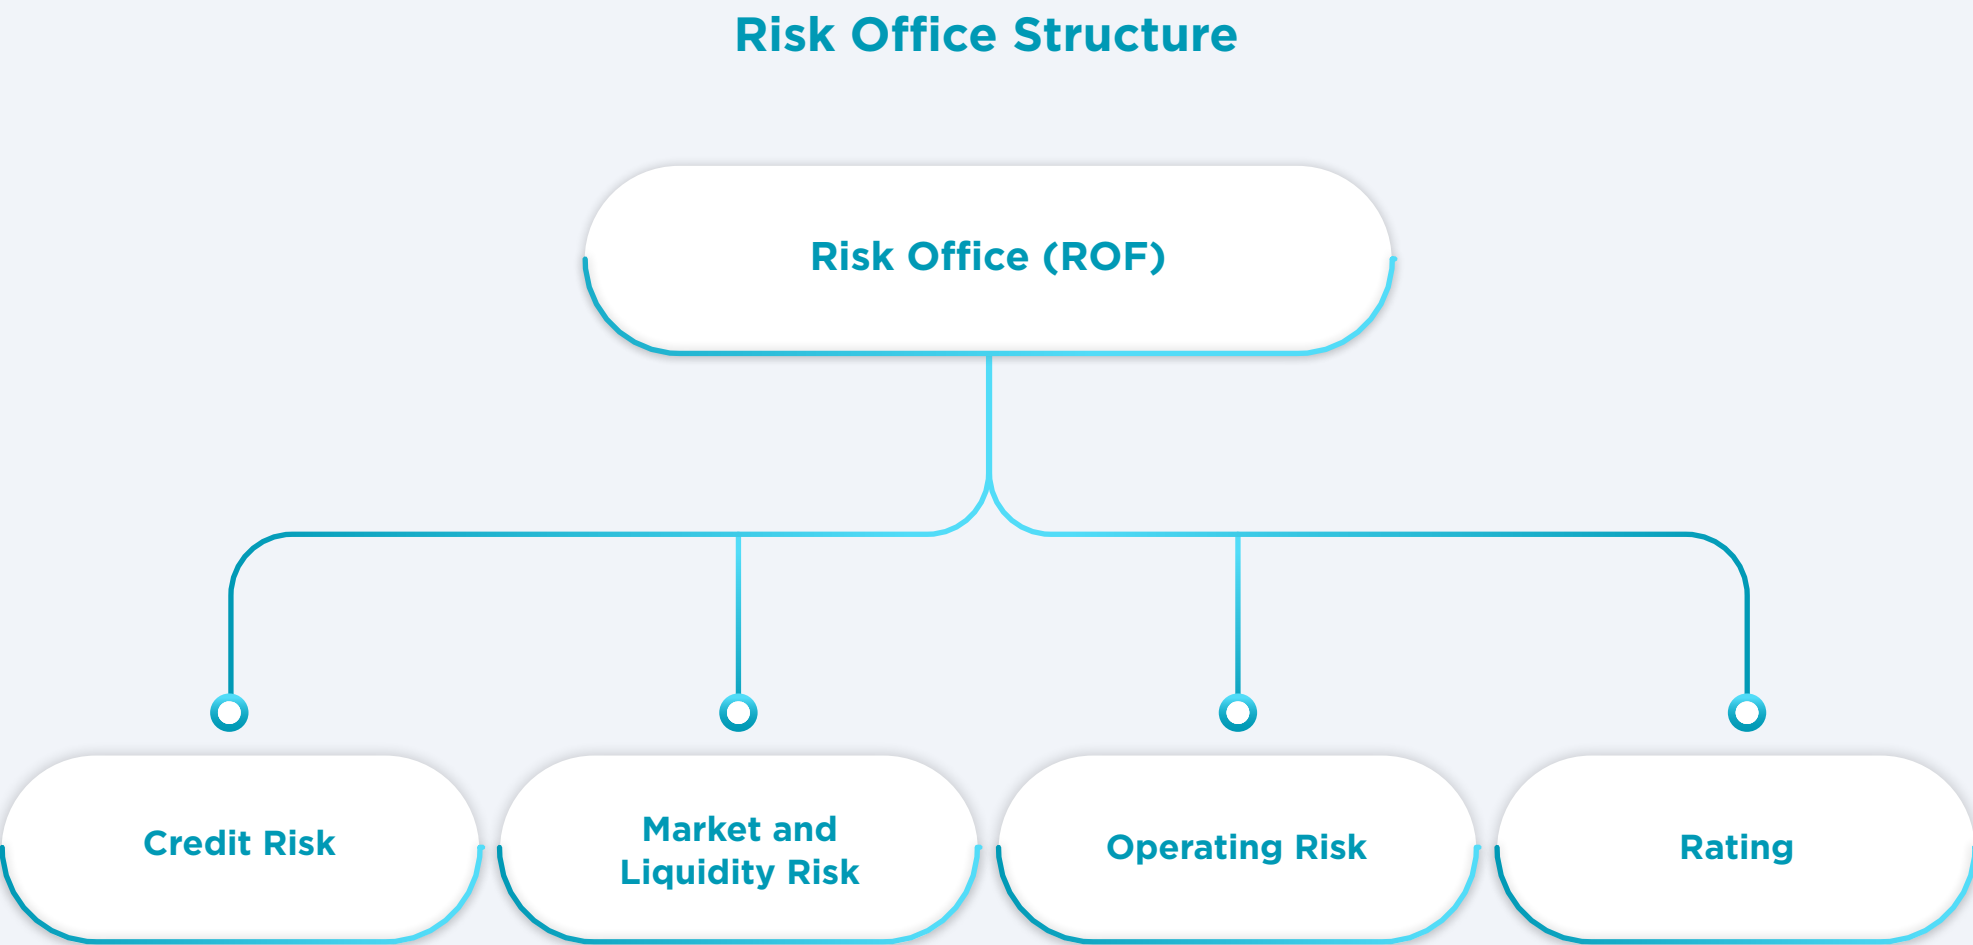 Risk Office Structure
Risk Office (ROF)
Credit Risk
Market and
Liquidity Risk
Operating Risk
Rating